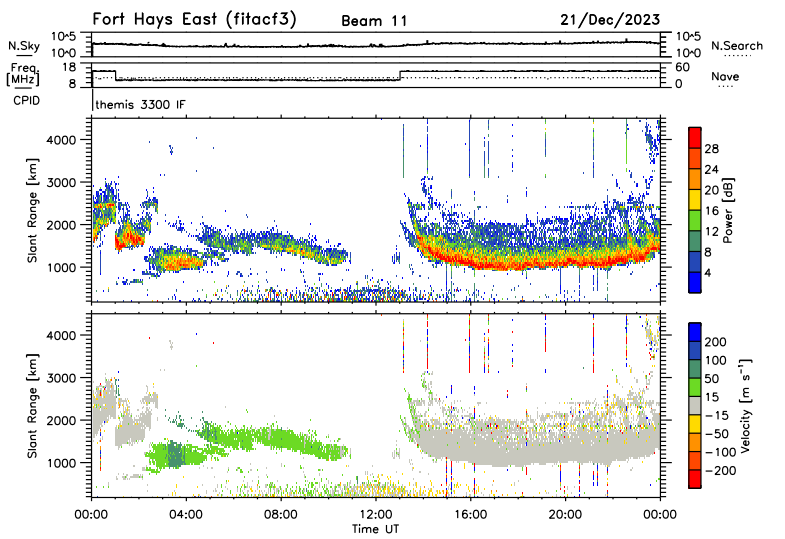 Fort Hays East (fitacf3) Beam 11 21/Dec/2023
N.Sky 10^5 10^0 10^5 10^0 N.Search
Freq. [MHz] 18 8 60 0 Nave
CPID themis 3300 IF
Slant Range [km] 4000 3000 2000 1000
Power [dB] 28 24 20 16 12 8 4
Slant Range [km] 4000 3000 2000 1000
Velocity [m s⁻¹] 200 100 50 15 −15 −50 −100 −200
00:00 04:00 08:00 12:00 16:00 20:00 00:00
Time UT